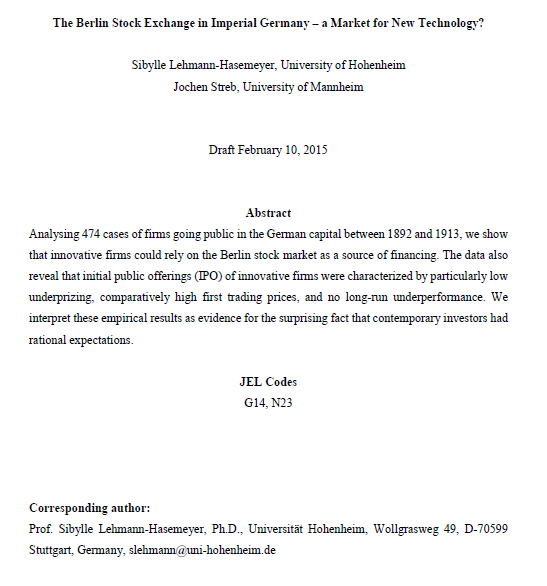 The Berlin Stock Exchange in Imperial Germany – a Market for New Technology?
Sibylle Lehmann-Hasemeyer, University of Hohenheim
Jochen Streb, University of Mannheim
Draft February 10, 2015
Abstract
Analysing 474 cases of firms going public in the German capital between 1892 and 1913, we show
that innovative firms could rely on the Berlin stock market as a source of financing. The data also
reveal that initial public offerings (IPO) of innovative firms were characterized by particularly low
underprizing, comparatively high first trading prices, and no long-run underperformance. We
interpret these empirical results as evidence for the surprising fact that contemporary investors had
rational expectations.
JEL Codes
G14, N23
Corresponding author:
Prof. Sibylle Lehmann-Hasemeyer, Ph.D., Universität Hohenheim, Wollgrasweg 49, D-70599
Stuttgart, Germany, slehmann@uni-hohenheim.de